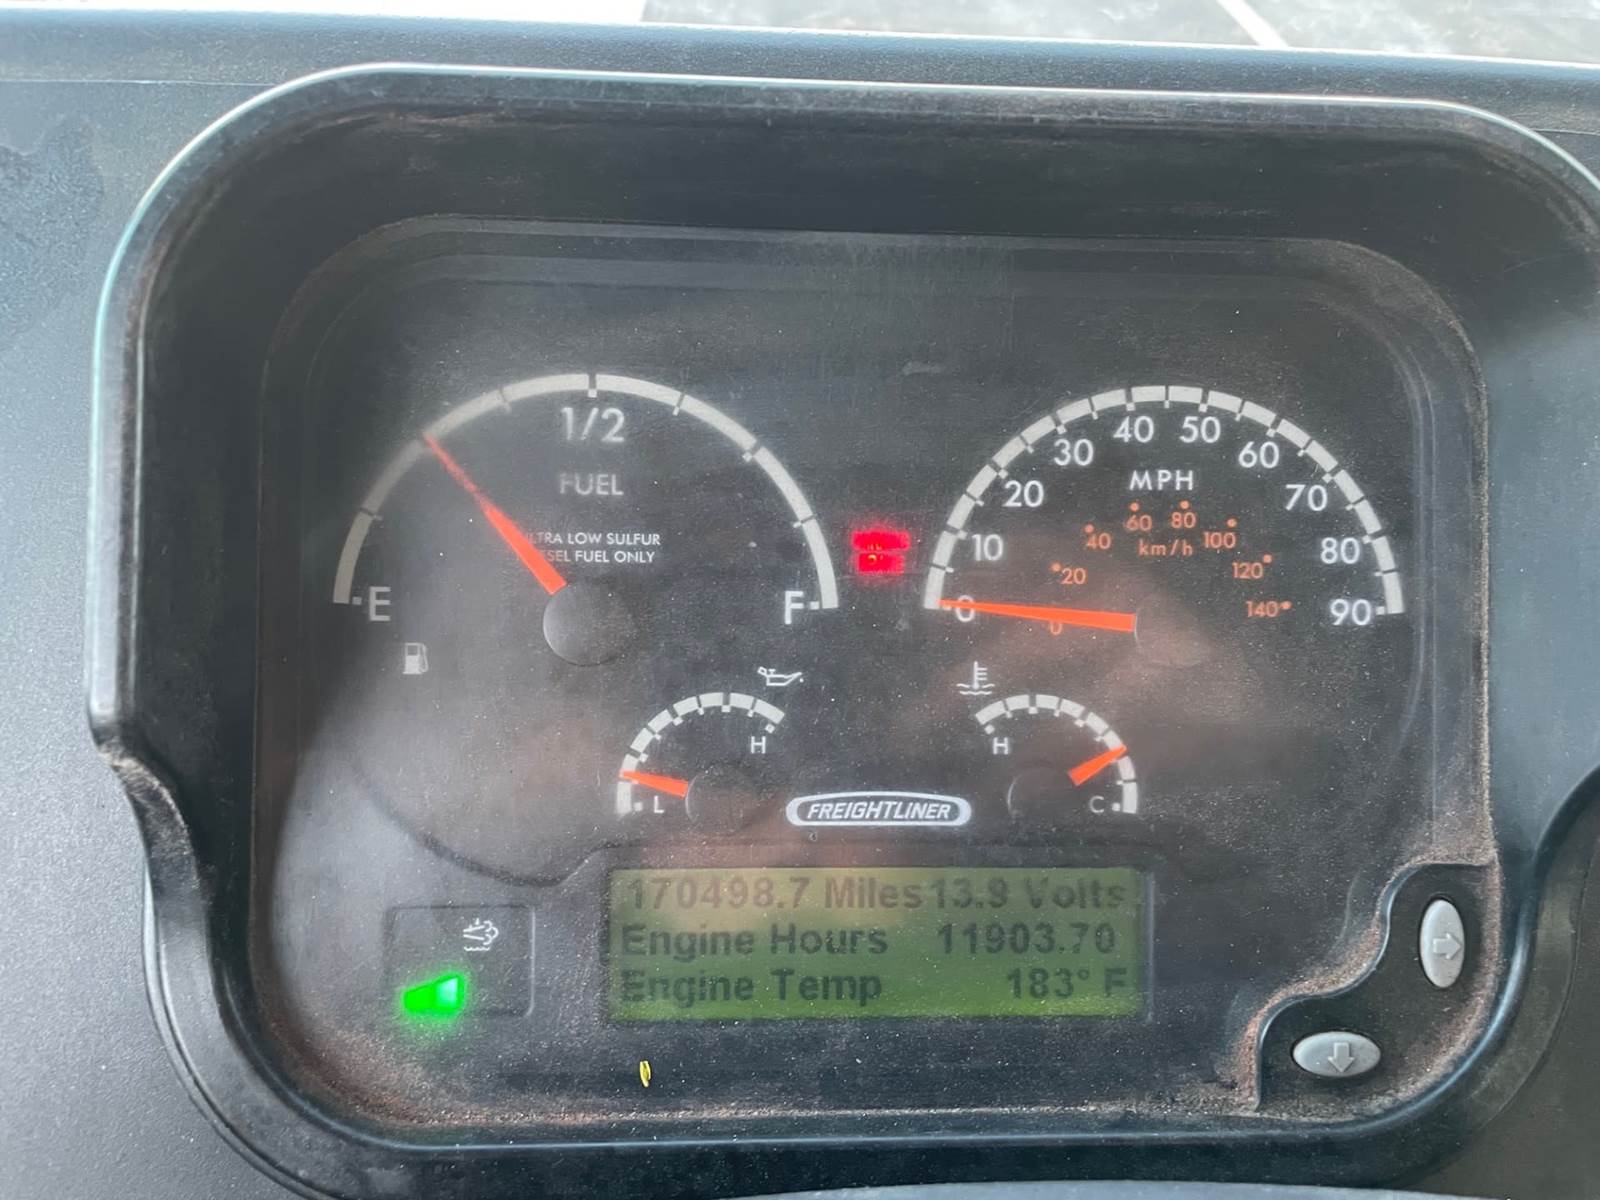 1/2
FUEL
ULTRA LOW SULFUR
DIESEL FUEL ONLY
E
F
0
10
20
30
40
50
60
70
80
90
MPH
20
40
60
80
100
120
140
km/h
0
L
H
H
C
FREIGHTLINER
170498.7 Miles 13.9 Volts
Engine Hours 11903.70
Engine Temp 183° F